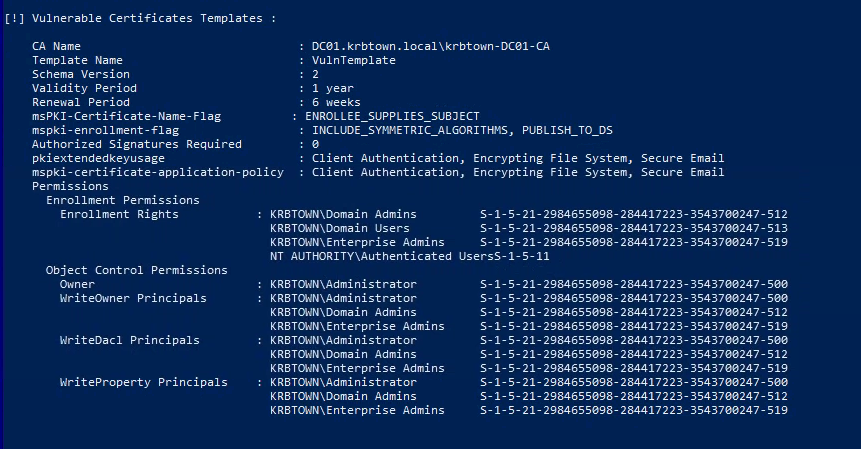 [!] Vulnerable Certificates Templates :
CA Name : DC01.krbtown.local\krbtown-DC01-CA
Template Name : VulnTemplate
Schema Version : 2
Validity Period : 1 year
Renewal Period : 6 weeks
msPKI-Certificate-Name-Flag : ENROLLEE_SUPPLIES_SUBJECT
mspki-enrollment-flag : INCLUDE_SYMMETRIC_ALGORITHMS, PUBLISH_TO_DS
Authorized Signatures Required : 0
pkiextendedkeyusage : Client Authentication, Encrypting File System, Secure Email
mspki-certificate-application-policy : Client Authentication, Encrypting File System, Secure Email
Permissions
Enrollment Permissions
Enrollment Rights : KRBTOWN\Domain Admins S-1-5-21-2984655098-284417223-3543700247-512
KRBTOWN\Domain Users S-1-5-21-2984655098-284417223-3543700247-513
KRBTOWN\Enterprise Admins S-1-5-21-2984655098-284417223-3543700247-519
NT AUTHORITY\Authenticated UsersS-1-5-11
Object Control Permissions
Owner : KRBTOWN\Administrator S-1-5-21-2984655098-284417223-3543700247-500
WriteOwner Principals : KRBTOWN\Administrator S-1-5-21-2984655098-284417223-3543700247-500
KRBTOWN\Domain Admins S-1-5-21-2984655098-284417223-3543700247-512
KRBTOWN\Enterprise Admins S-1-5-21-2984655098-284417223-3543700247-519
WriteDacl Principals : KRBTOWN\Administrator S-1-5-21-2984655098-284417223-3543700247-500
KRBTOWN\Domain Admins S-1-5-21-2984655098-284417223-3543700247-512
KRBTOWN\Enterprise Admins S-1-5-21-2984655098-284417223-3543700247-519
WriteProperty Principals : KRBTOWN\Administrator S-1-5-21-2984655098-284417223-3543700247-500
KRBTOWN\Domain Admins S-1-5-21-2984655098-284417223-3543700247-512
KRBTOWN\Enterprise Admins S-1-5-21-2984655098-284417223-3543700247-519